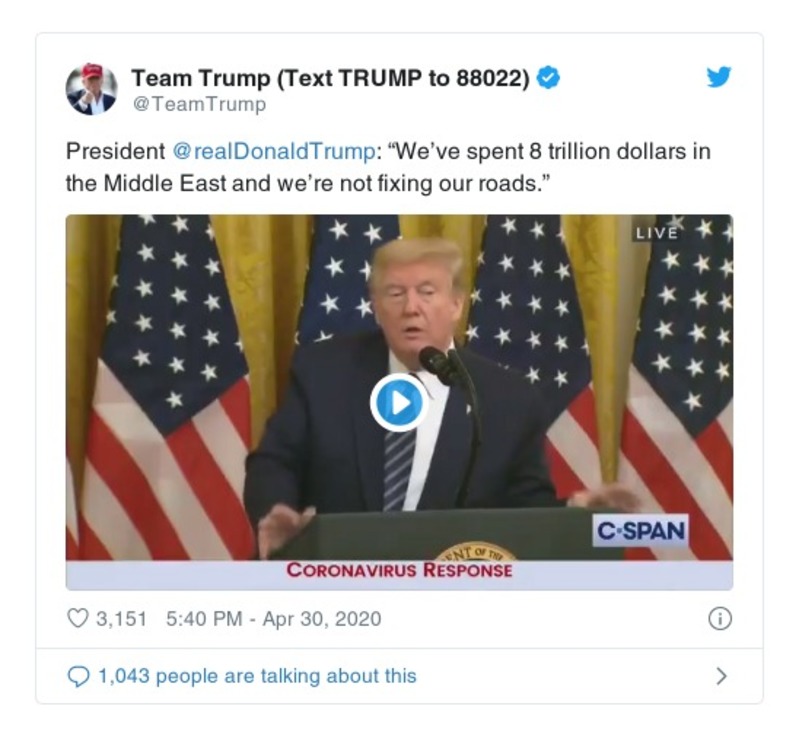 Team Trump (Text TRUMP to 88022)
@TeamTrump
President @realDonaldTrump: “We’ve spent 8 trillion dollars in
the Middle East and we’re not fixing our roads.”
LIVE
C-SPAN
ENT OF THE
CORONAVIRUS RESPONSE
3,151 5:40 PM - Apr 30, 2020
1,043 people are talking about this